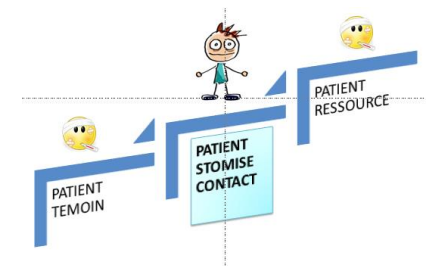 PATIENT
RESSOURCE
PATIENT
STOMISE
CONTACT
PATIENT
TEMOIN